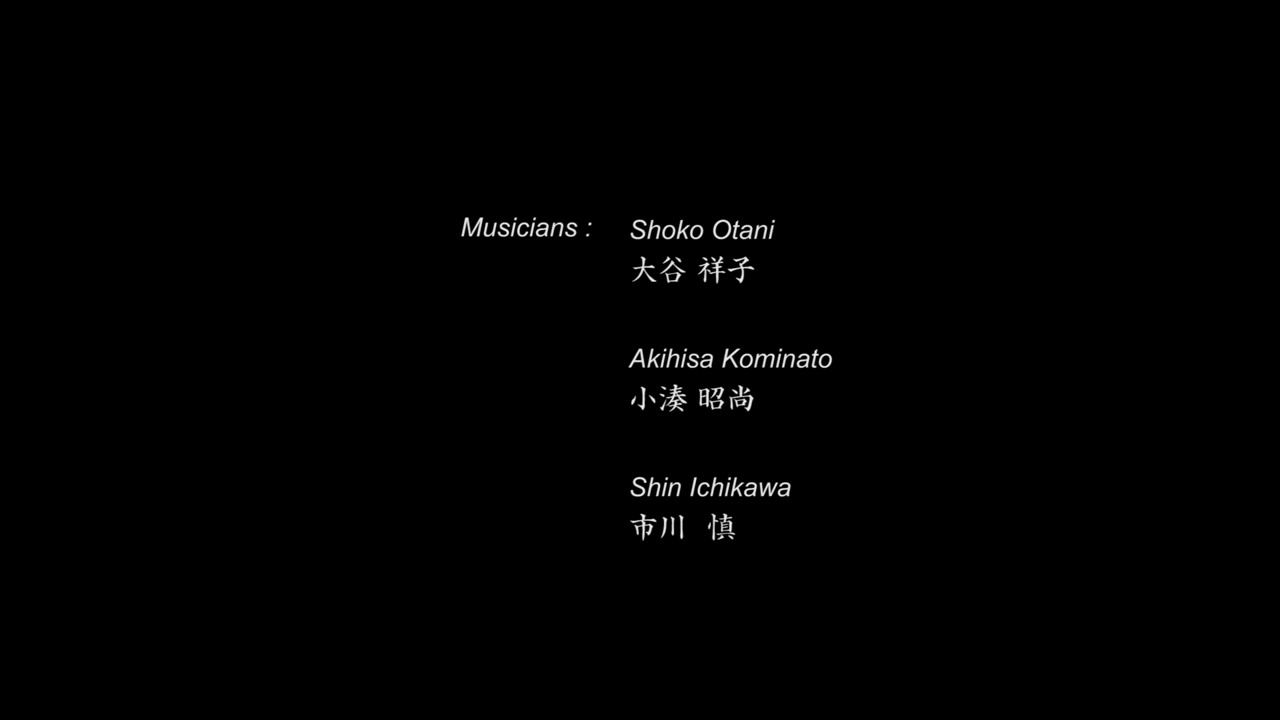 Musicians : Shoko Otani
大谷 祥子
Akihisa Kominato
小湊 昭尚
Shin Ichikawa
市川 慎